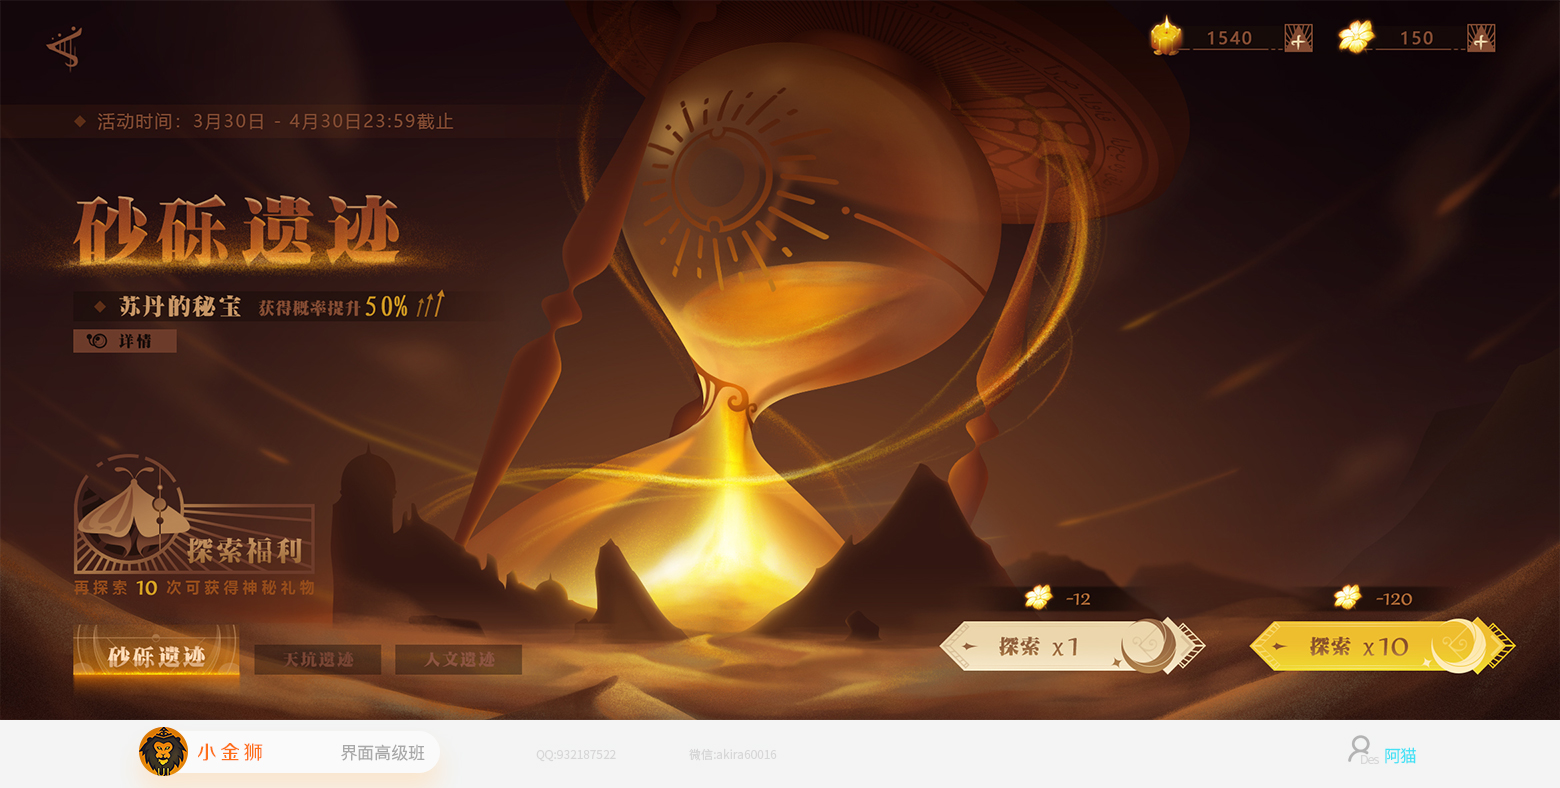 1540
150
活动时间：3月30日 - 4月30日23:59截止
砂砾遗迹
苏丹的秘宝 获得概率提升50%
详情
探索福利
再探索 10 次可获得神秘礼物
-12
-120
砂砾遗迹 天坑遗迹 人文遗迹
探索 x1
探索 x10
小金狮 界面高级班 QQ:932187522 微信:akira60016 Des 阿猫